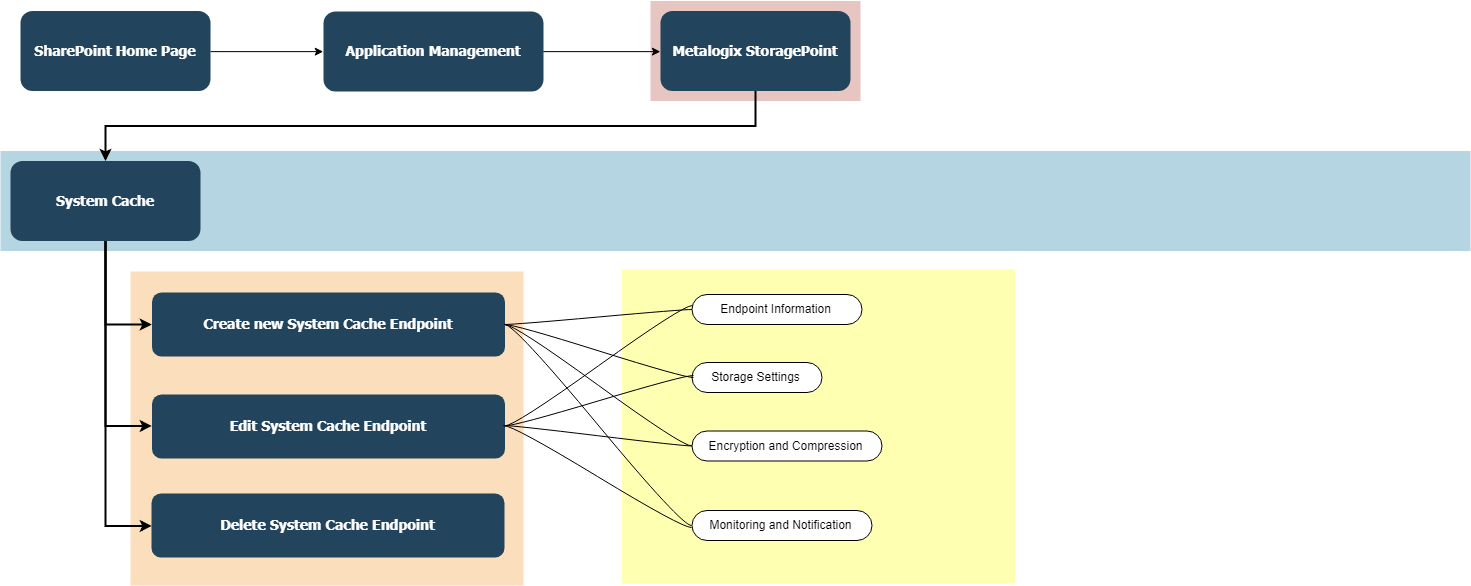 SharePoint Home Page
Application Management
Metalogix StoragePoint
System Cache
Create new System Cache Endpoint
Edit System Cache Endpoint
Delete System Cache Endpoint
Endpoint Information
Storage Settings
Encryption and Compression
Monitoring and Notification